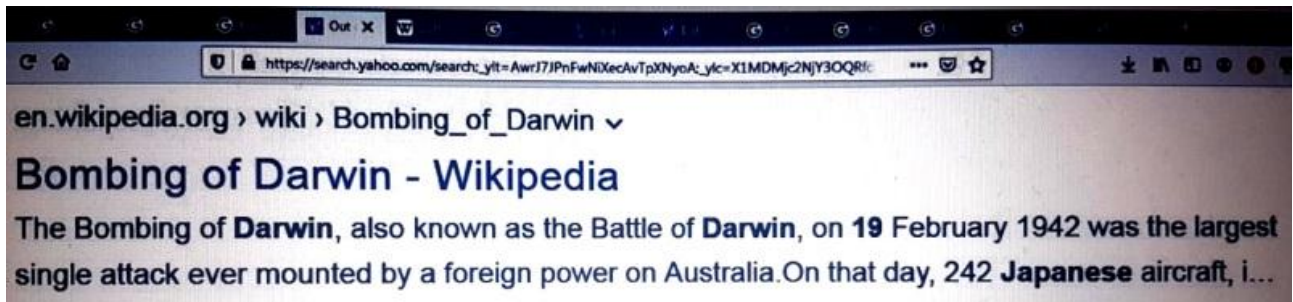 Out
https://search.yahoo.com/search;_ylt=AwrJ7JPnFwNiXecAvTpXNyoA;_ylc=X1MDMjc2NjY3OQRfc
en.wikipedia.org › wiki › Bombing_of_Darwin
Bombing of Darwin - Wikipedia
The Bombing of Darwin, also known as the Battle of Darwin, on 19 February 1942 was the largest
single attack ever mounted by a foreign power on Australia.On that day, 242 Japanese aircraft, i...